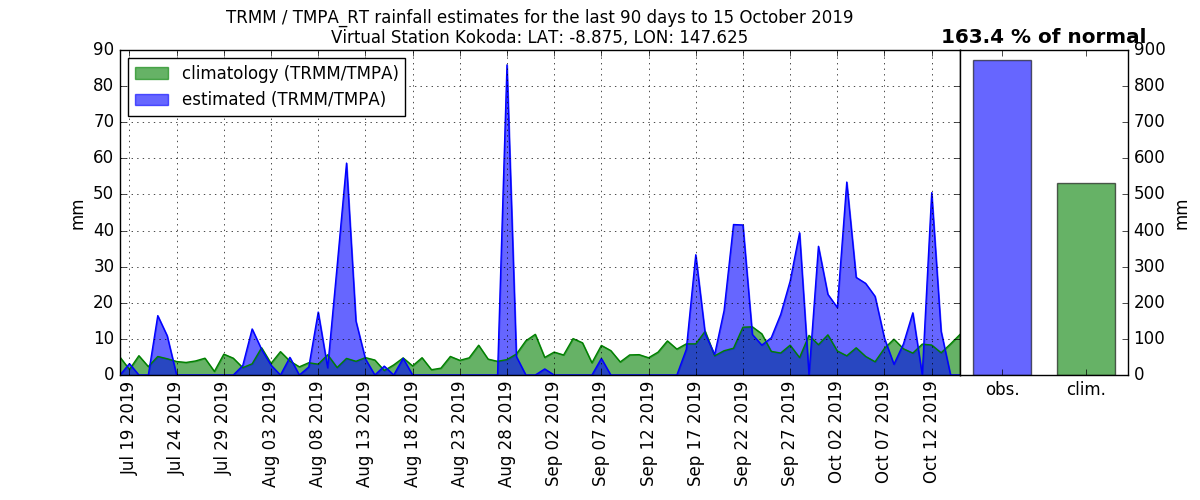 TRMM / TMPA_RT rainfall estimates for the last 90 days to 15 October 2019
Virtual Station Kokoda: LAT: -8.875, LON: 147.625
163.4 % of normal
climatology (TRMM/TMPA)
estimated (TRMM/TMPA)
90
80
70
60
50
40
30
20
10
0
mm
Jul 19 2019
Jul 24 2019
Jul 29 2019
Aug 03 2019
Aug 08 2019
Aug 13 2019
Aug 18 2019
Aug 23 2019
Aug 28 2019
Sep 02 2019
Sep 07 2019
Sep 12 2019
Sep 17 2019
Sep 22 2019
Sep 27 2019
Oct 02 2019
Oct 07 2019
Oct 12 2019
900
800
700
600
500
400
300
200
100
0
mm
obs.
clim.